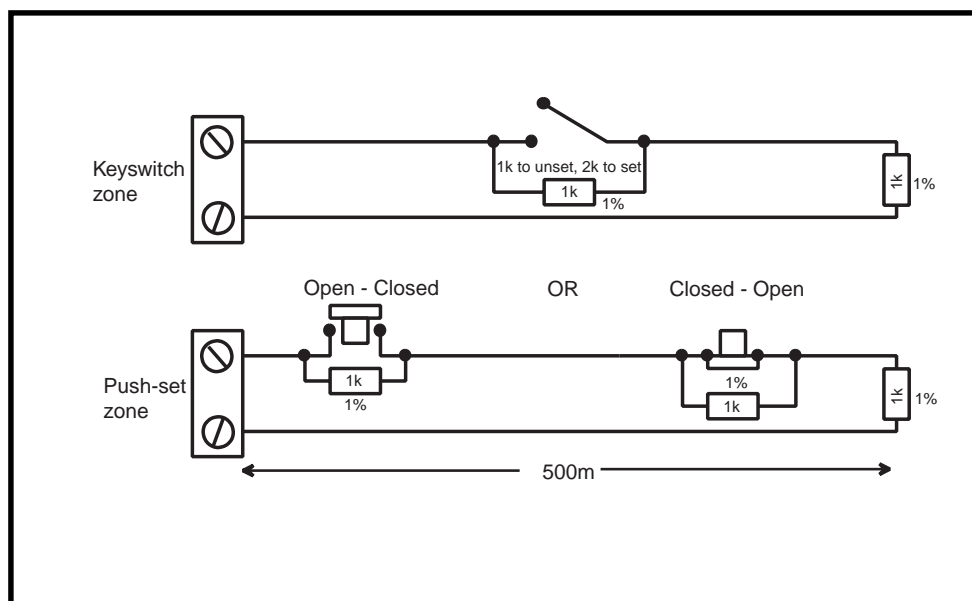 Keyswitch
zone
1k to unset, 2k to set
1k
1%
1k
1%
Open - Closed
OR
Closed - Open
Push-set
zone
1k
1%
1%
1k
1k
1%
500m